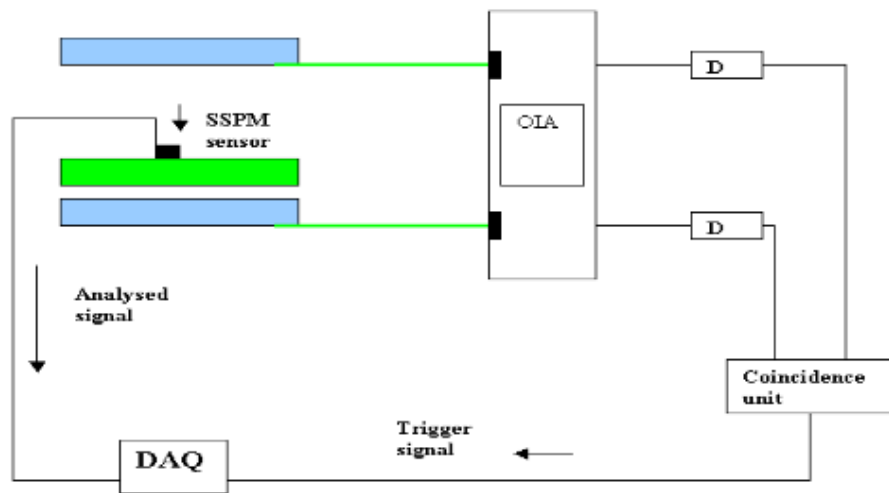 D
SSPM
sensor
OIA
D
Analysed
signal
Coincidence
unit
Trigger
signal
DAQ